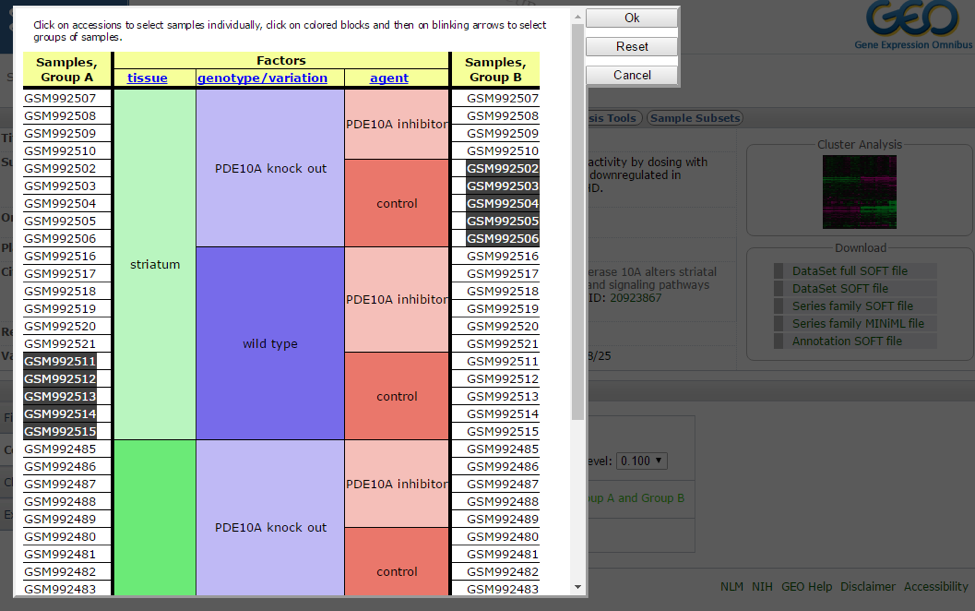 Click on accessions to select samples individually, click on colored blocks and then on blinking arrows to select
groups of samples.
Ok
Reset
Cancel
GEO
Gene Expression Omnibus
Samples,
Group A
Factors
tissue genotype/variation agent
Samples,
Group B
GSM992507 GSM992507
GSM992508 GSM992508
PDE10A inhibitor
GSM992509 GSM992509
GSM992510 GSM992510
GSM992502 PDE10A knock out GSM992502
GSM992503 GSM992503
GSM992504 control GSM992504
GSM992505 GSM992505
GSM992506 GSM992506
GSM992516 GSM992516
striatum
GSM992517 GSM992517
GSM992518 PDE10A inhibitor GSM992518
GSM992519 GSM992519
GSM992520 GSM992520
GSM992521 wild type GSM992521
GSM992511 GSM992511
GSM992512 GSM992512
GSM992513 control GSM992513
GSM992514 GSM992514
GSM992515 GSM992515
GSM992485 GSM992485
GSM992486 GSM992486
GSM992487 PDE10A inhibitor GSM992487
GSM992488 GSM992488
GSM992489 GSM992489
PDE10A knock out
GSM992480 GSM992480
GSM992481 GSM992481
GSM992482 control GSM992482
GSM992483 GSM992483
sis Tools Sample Subsets
activity by dosing with
downregulated in
HD.
erase 10A alters striatal
and signaling pathways
ID: 20923867
3/25
evel: 0.100
oup A and Group B
Cluster Analysis
Download
DataSet full SOFT file
DataSet SOFT file
Series family SOFT file
Series family MINiML file
Annotation SOFT file
NLM NIH GEO Help Disclaimer Accessibility